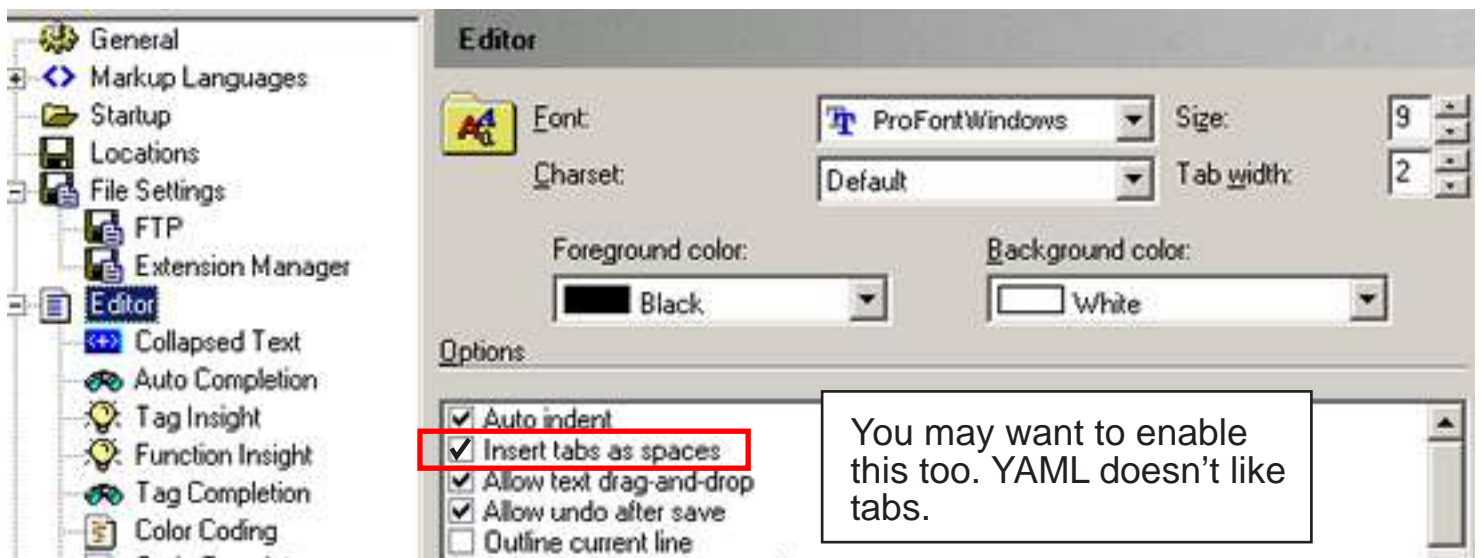 General
Markup Languages
Startup
Locations
File Settings
FTP
Extension Manager
Editor
Collapsed Text
Auto Completion
Tag Insight
Function Insight
Tag Completion
Color Coding
Editor
Font: ProFontWindows Size: 9
Charset: Default Tab width: 2
Foreground color: Background color:
Black White
Options
Auto indent
Insert tabs as spaces
Allow text drag-and-drop
Allow undo after save
Outline current line
You may want to enable
this too. YAML doesn’t like
tabs.